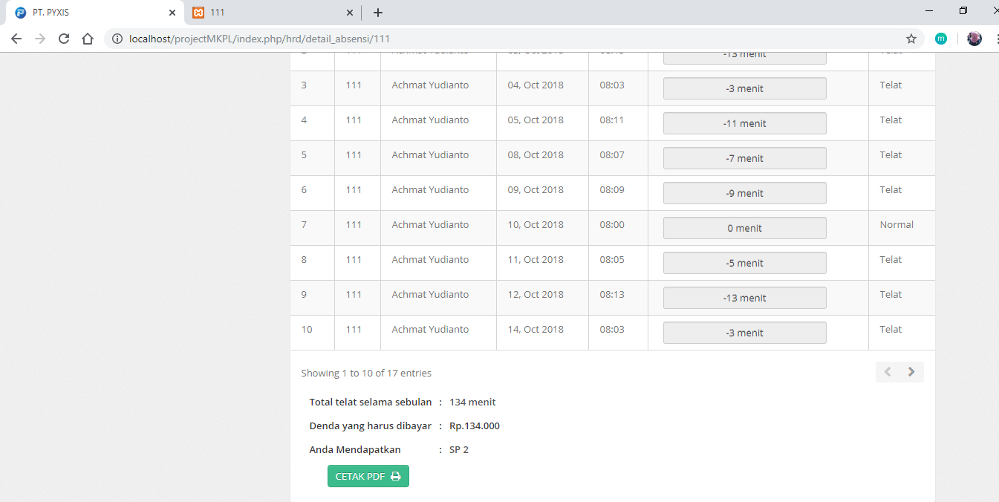 PT. PYXIS
111
localhost/projectMKPL/index.php/hrd/detail_absensi/111
m
-13 menit
3 111 Achmat Yudianto 04, Oct 2018 08:03 -3 menit Telat
4 111 Achmat Yudianto 05, Oct 2018 08:11 -11 menit Telat
5 111 Achmat Yudianto 08, Oct 2018 08:07 -7 menit Telat
6 111 Achmat Yudianto 09, Oct 2018 08:09 -9 menit Telat
7 111 Achmat Yudianto 10, Oct 2018 08:00 0 menit Normal
8 111 Achmat Yudianto 11, Oct 2018 08:05 -5 menit Telat
9 111 Achmat Yudianto 12, Oct 2018 08:13 -13 menit Telat
10 111 Achmat Yudianto 14, Oct 2018 08:03 -3 menit Telat
Showing 1 to 10 of 17 entries
Total telat selama sebulan : 134 menit
Denda yang harus dibayar : Rp.134.000
Anda Mendapatkan : SP 2
CETAK PDF